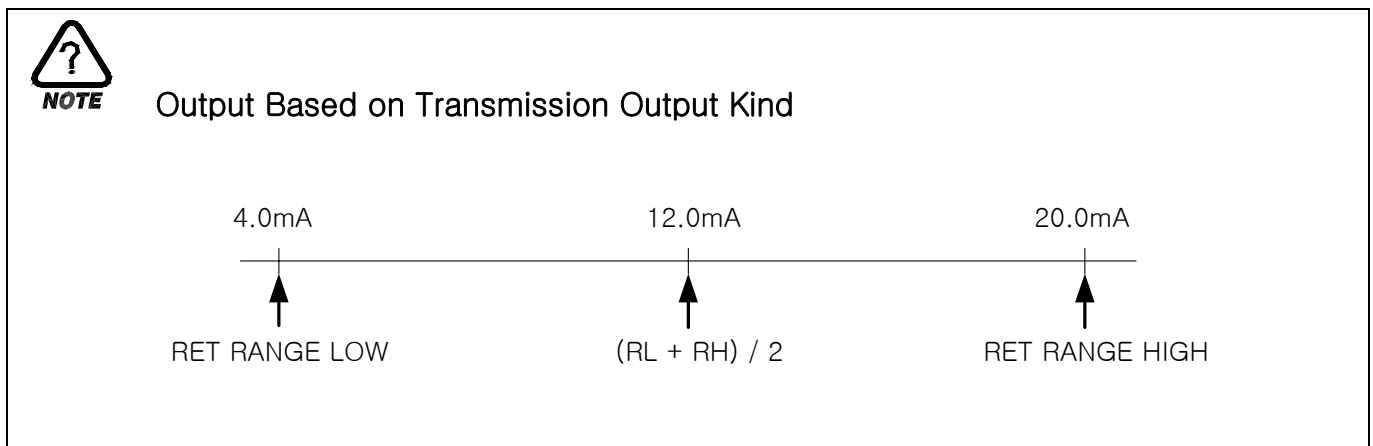 ?
NOTE
Output Based on Transmission Output Kind
4.0mA 12.0mA 20.0mA
RET RANGE LOW (RL + RH) / 2 RET RANGE HIGH